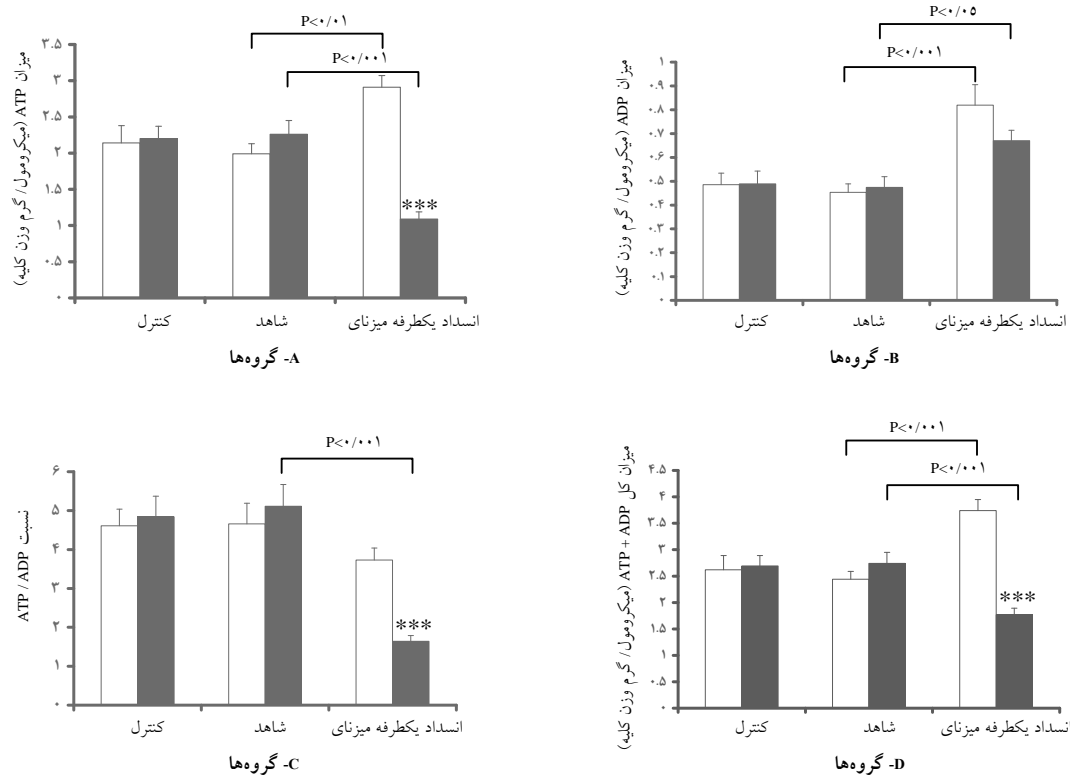 P<۰/۰۱
P<۰/۰۰۱
میزان ATP (میکرومول/ گرم وزن کلیه)
۳.۵
۳
۲.۵
۲
۱.۵
۱
۰.۵
۰
***
کنترل
شاهد
انسداد یکطرفه میزنای
A- گروه‌ها
P<۰/۰۵
P<۰/۰۰۱
میزان ADP (میکرومول/ گرم وزن کلیه)
۱
۰.۹
۰.۸
۰.۷
۰.۶
۰.۵
۰.۴
۰.۳
۰.۲
۰.۱
۰
کنترل
شاهد
انسداد یکطرفه میزنای
B- گروه‌ها
P<۰/۰۰۱
نسبت ATP / ADP
۶
۵
۴
۳
۲
۱
۰
***
کنترل
شاهد
انسداد یکطرفه میزنای
C- گروه‌ها
P<۰/۰۰۱
P<۰/۰۰۱
میزان کل ATP + ADP (میکرومول/ گرم وزن کلیه)
۴.۵
۴
۳.۵
۳
۲.۵
۲
۱.۵
۱
۰.۵
۰
***
کنترل
شاهد
انسداد یکطرفه میزنای
D- گروه‌ها